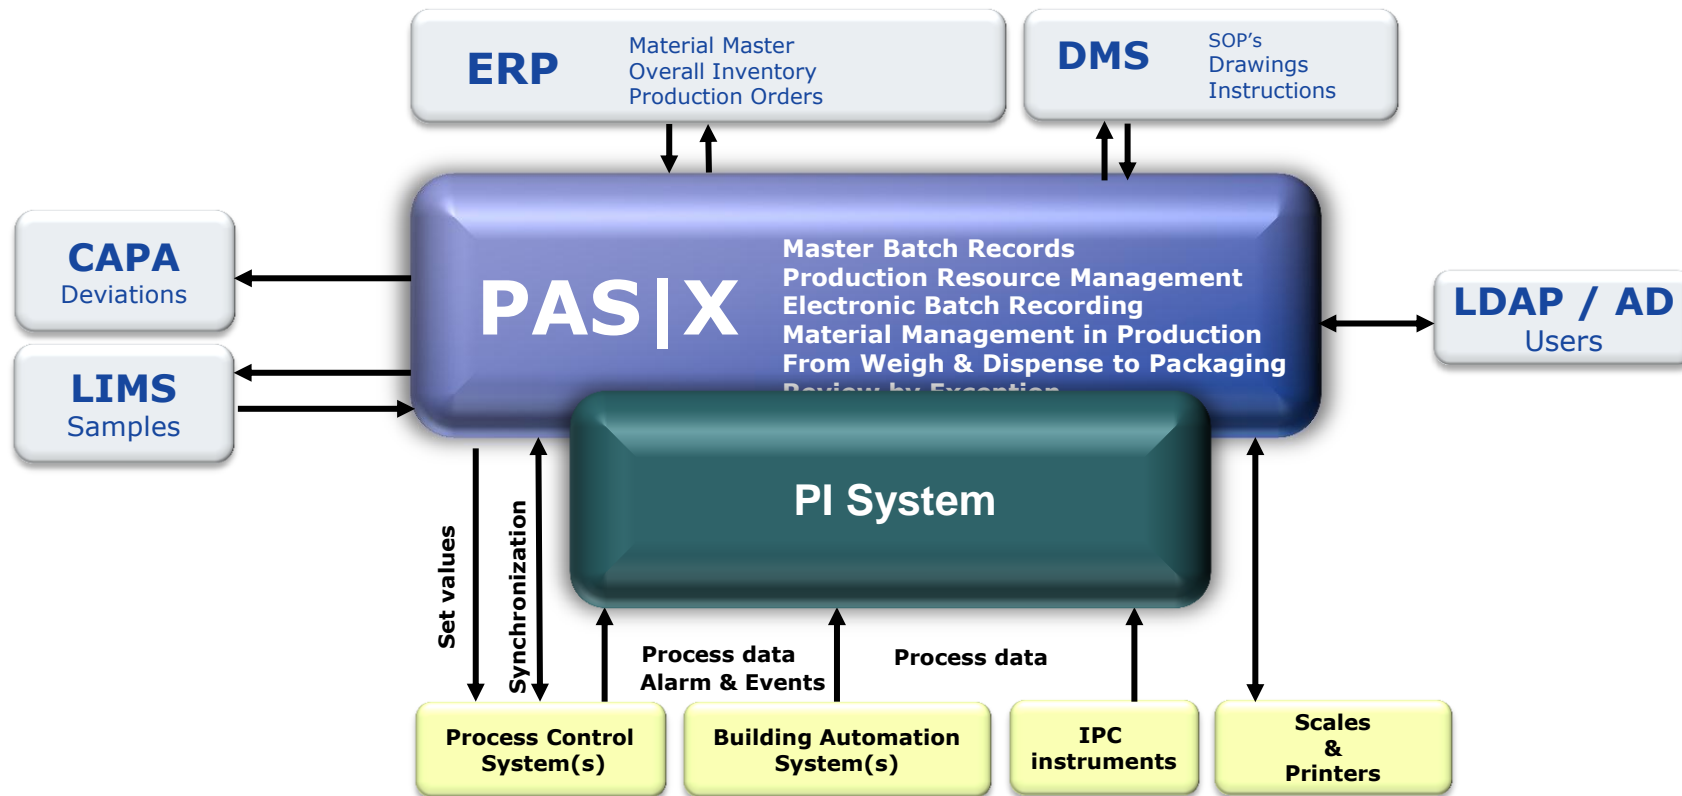 ERP
Material Master
Overall Inventory
Production Orders
DMS
SOP's
Drawings
Instructions
CAPA
Deviations
LIMS
Samples
PAS|X
Master Batch Records
Production Resource Management
Electronic Batch Recording
Material Management in Production
From Weigh & Dispense to Packaging
Review by Exception
LDAP / AD
Users
PI System
Set values
Synchronization
Process data
Alarm & Events
Process data
Process Control
System(s)
Building Automation
System(s)
IPC
instruments
Scales
&
Printers